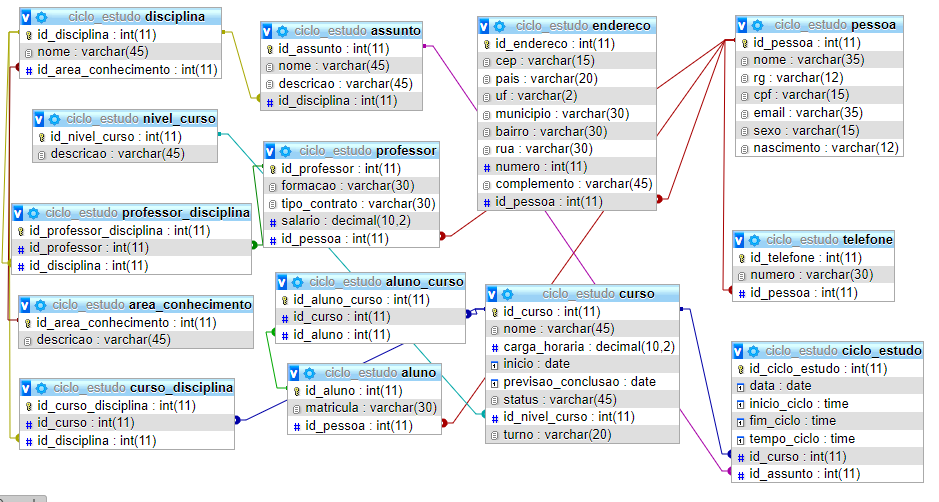 ciclo_estudo disciplina
id_disciplina : int(11)
nome : varchar(45)
id_area_conhecimento : int(11)
ciclo_estudo assunto
id_assunto : int(11)
nome : varchar(45)
descricao : varchar(45)
id_disciplina : int(11)
ciclo_estudo endereco
id_endereco : int(11)
cep : varchar(15)
pais : varchar(20)
uf : varchar(2)
municipio : varchar(30)
bairro : varchar(30)
rua : varchar(30)
numero : int(11)
complemento : varchar(45)
id_pessoa : int(11)
ciclo_estudo pessoa
id_pessoa : int(11)
nome : varchar(35)
rg : varchar(12)
cpf : varchar(15)
email : varchar(35)
sexo : varchar(15)
nascimento : varchar(12)
ciclo_estudo nivel_curso
id_nivel_curso : int(11)
descricao : varchar(45)
ciclo_estudo professor
id_professor : int(11)
formacao : varchar(30)
tipo_contrato : varchar(30)
salario : decimal(10,2)
id_pessoa : int(11)
ciclo_estudo professor_disciplina
id_professor_disciplina : int(11)
id_professor : int(11)
id_disciplina : int(11)
ciclo_estudo telefone
id_telefone : int(11)
numero : varchar(30)
id_pessoa : int(11)
ciclo_estudo area_conhecimento
id_area_conhecimento : int(11)
descricao : varchar(45)
ciclo_estudo aluno_curso
id_aluno_curso : int(11)
id_curso : int(11)
id_aluno : int(11)
ciclo_estudo curso
id_curso : int(11)
nome : varchar(45)
carga_horaria : decimal(10,2)
inicio : date
previsao_conclusao : date
status : varchar(45)
id_nivel_curso : int(11)
turno : varchar(20)
ciclo_estudo curso_disciplina
id_curso_disciplina : int(11)
id_curso : int(11)
id_disciplina : int(11)
ciclo_estudo aluno
id_aluno : int(11)
matricula : varchar(30)
id_pessoa : int(11)
ciclo_estudo ciclo_estudo
id_ciclo_estudo : int(11)
data : date
inicio_ciclo : time
fim_ciclo : time
tempo_ciclo : time
id_curso : int(11)
id_assunto : int(11)